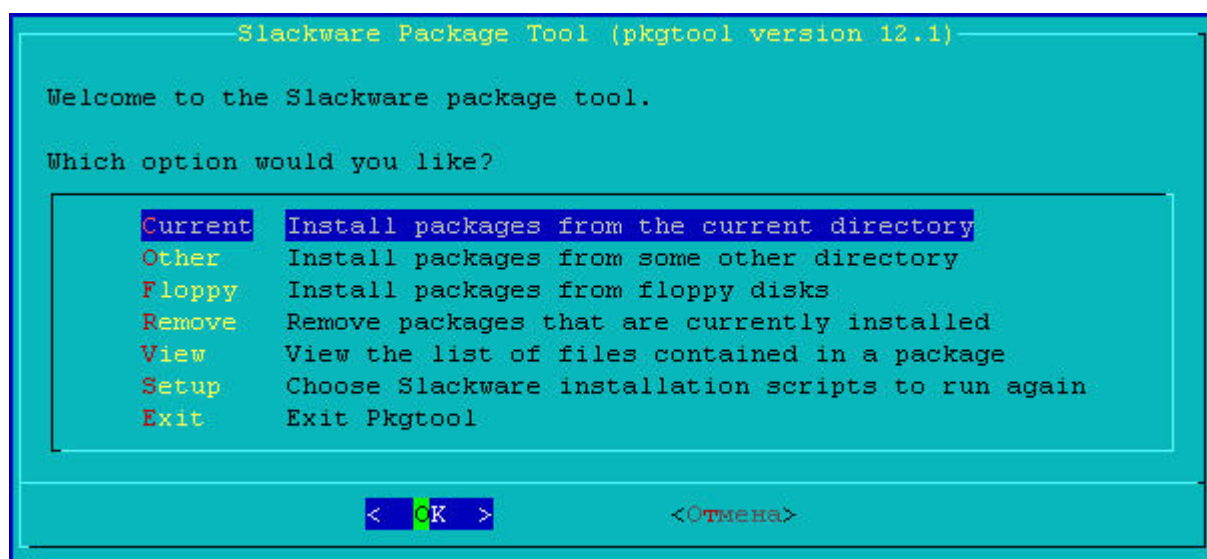 Slackware Package Tool (pkgtool version 12.1)
Welcome to the Slackware package tool.
Which option would you like?
Current Install packages from the current directory
Other Install packages from some other directory
Floppy Install packages from floppy disks
Remove Remove packages that are currently installed
View View the list of files contained in a package
Setup Choose Slackware installation scripts to run again
Exit Exit Pkgtool
< OK > <Отмена>